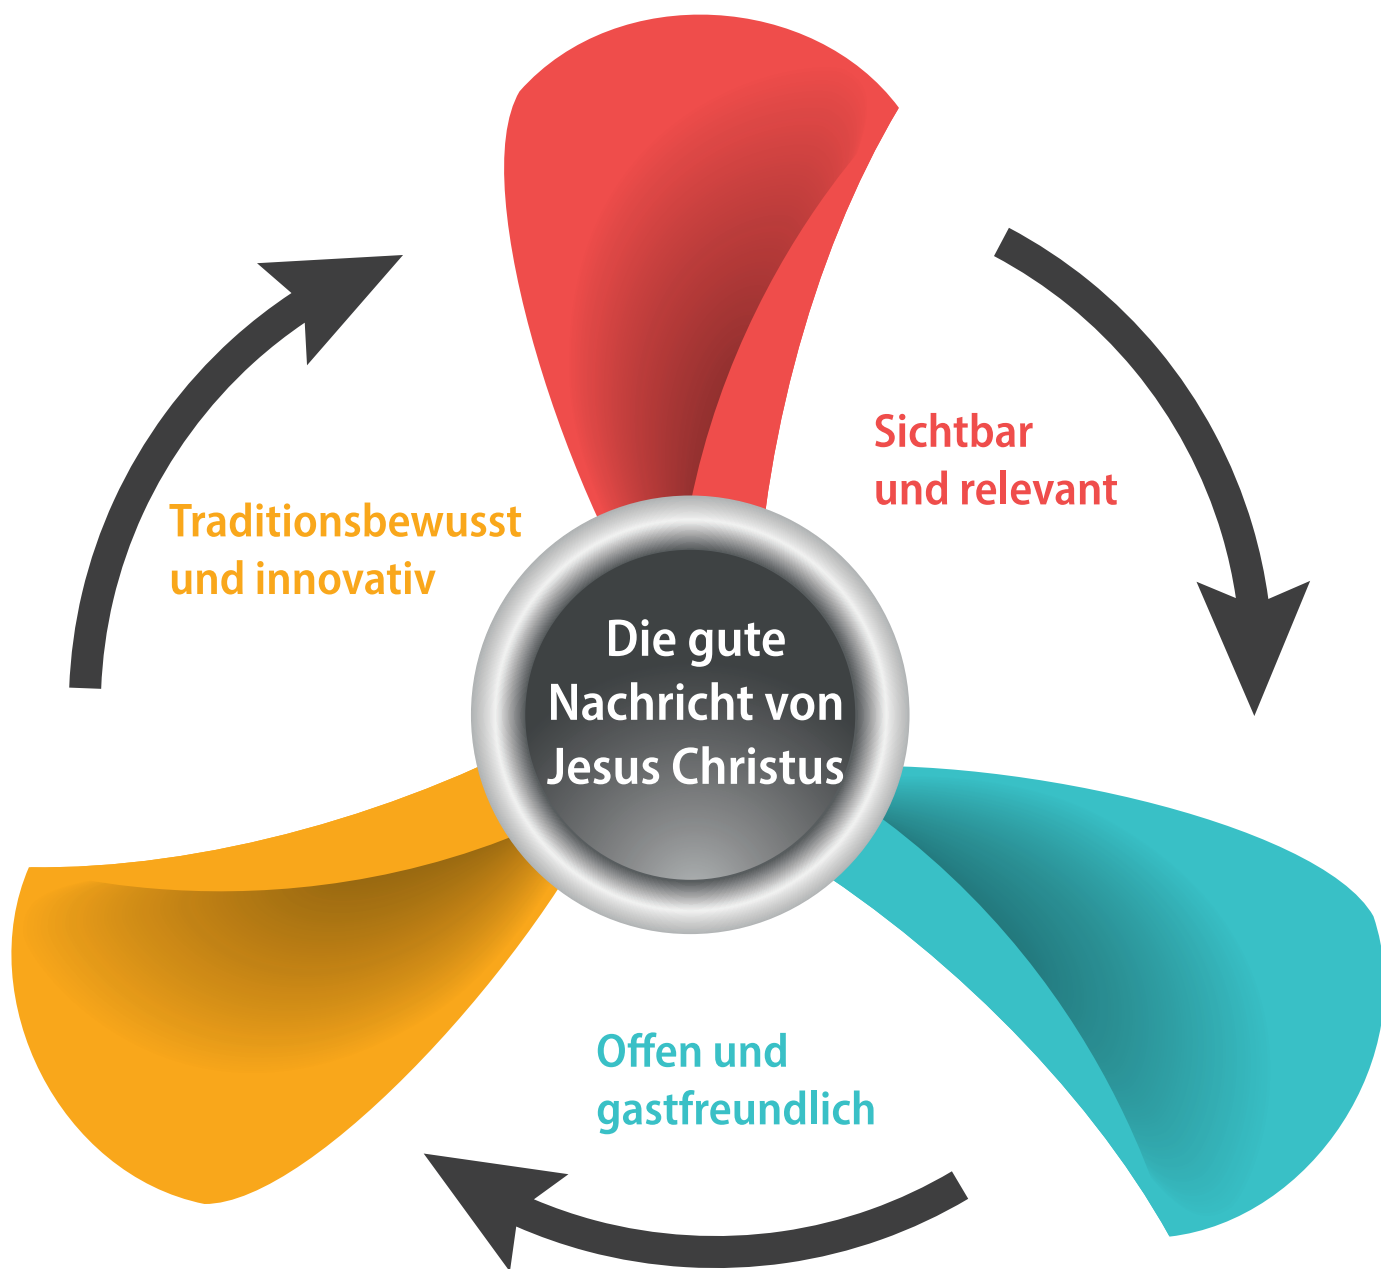 Sichtbar
und relevant
Traditionsbewusst
und innovativ
Die gute
Nachricht von
Jesus Christus
Offen und
gastfreundlich